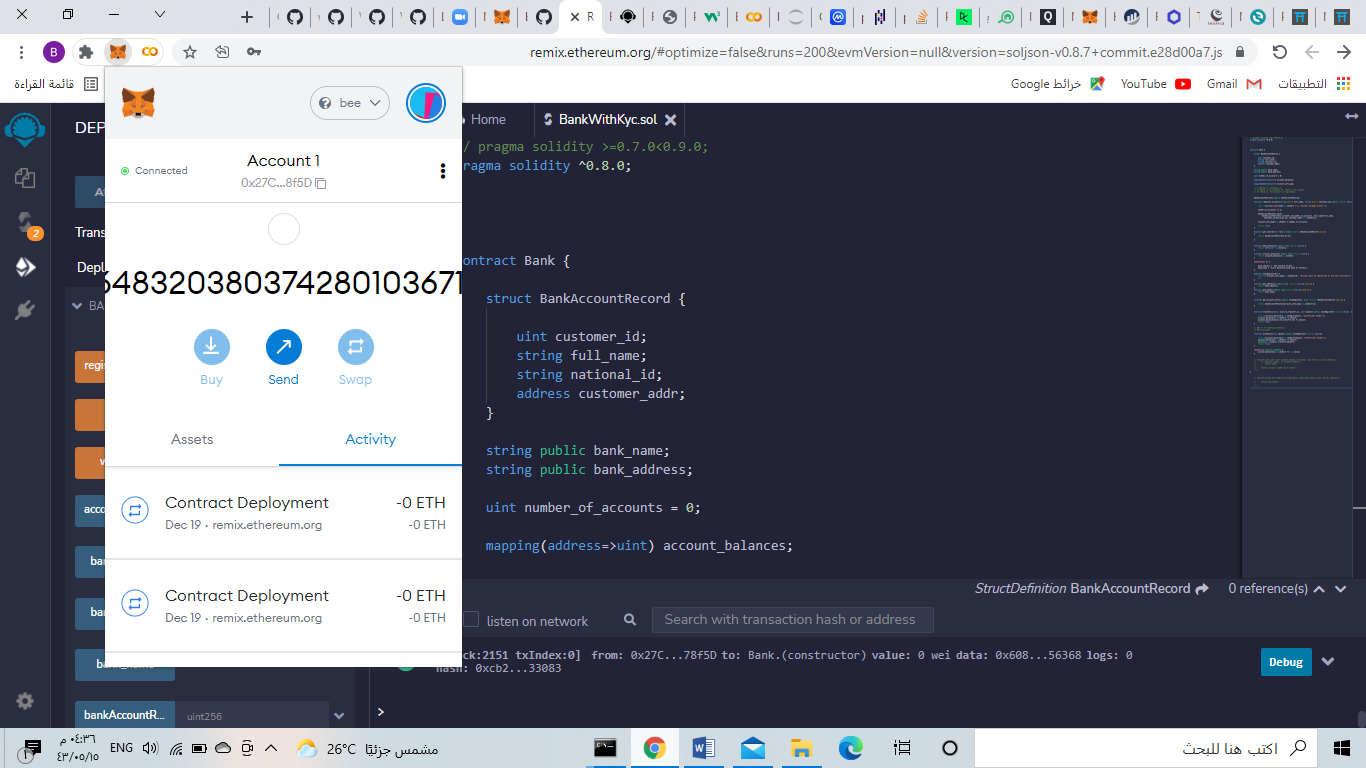 remix.ethereum.org/#optimize=false&runs=200&evmVersion=null&version=soljson-v0.8.7+commit.e28d00a7.js
B
قائمة القراءة
خرائط Google
YouTube
Gmail
التطبيقات
DEP
bee
Home
BankWithKyc.sol
Connected
Account 1
0x27C...8f5D
/ pragma solidity >=0.7.0<0.9.0;
ragma solidity ^0.8.0;
At
2
Trans
Depl
BA
548320380374280103671
ontract Bank {
struct BankAccountRecord {
uint customer_id;
string full_name;
string national_id;
address customer_addr;
}
string public bank_name;
string public bank_address;
uint number_of_accounts = 0;
mapping(address=>uint) account_balances;
Buy
Send
Swap
Assets
Activity
regis
acco
ban
ban
Contract Deployment
-0 ETH
Dec 19 · remix.ethereum.org
-0 ETH
Contract Deployment
-0 ETH
Dec 19 · remix.ethereum.org
-0 ETH
StructDefinition BankAccountRecord
0 reference(s)
listen on network
Search with transaction hash or address
ck:2151 txIndex:0] from: 0x27C...78f5D to: Bank.(constructor) value: 0 wei data: 0x608...56368 logs: 0
hash: 0xcb2...33083
Debug
bankAccountR...
uint256
>
٠٤:٣٦ م
٤٣/٠٥/١٥
ENG
26°C مشمس جزئيًا
اكتب هنا للبحث